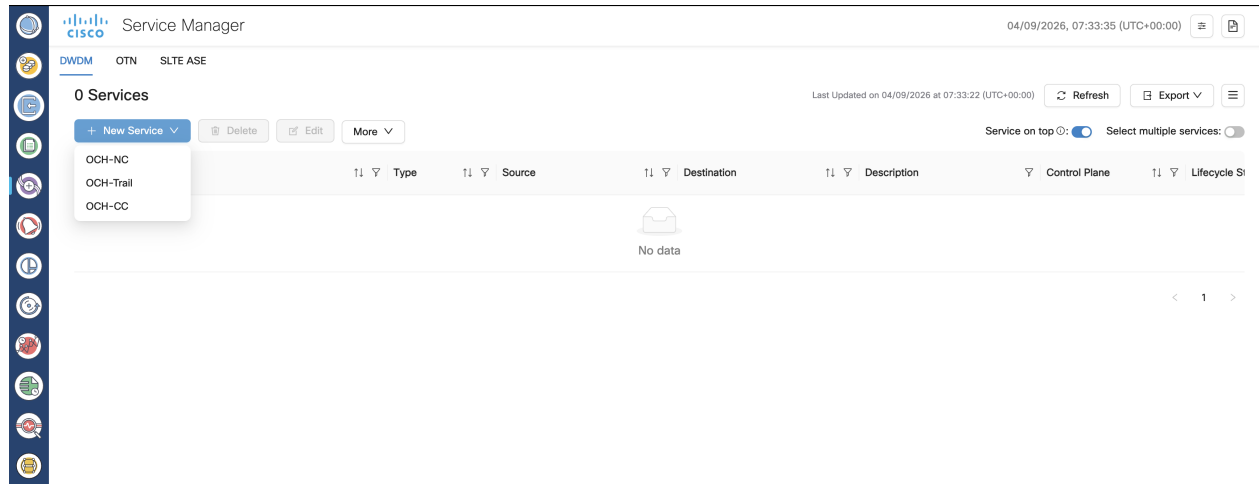 CISCO Service Manager 04/09/2026, 07:33:35 (UTC+00:00)
DWDM OTN SLTE ASE
0 Services Last Updated on 04/09/2026 at 07:33:22 (UTC+00:00) Refresh Export
+ New Service Delete Edit More Service on top Select multiple services:
OCH-NC
OCH-Trail
OCH-CC
Type Source Destination Description Control Plane Lifecycle St
No data
< 1 >